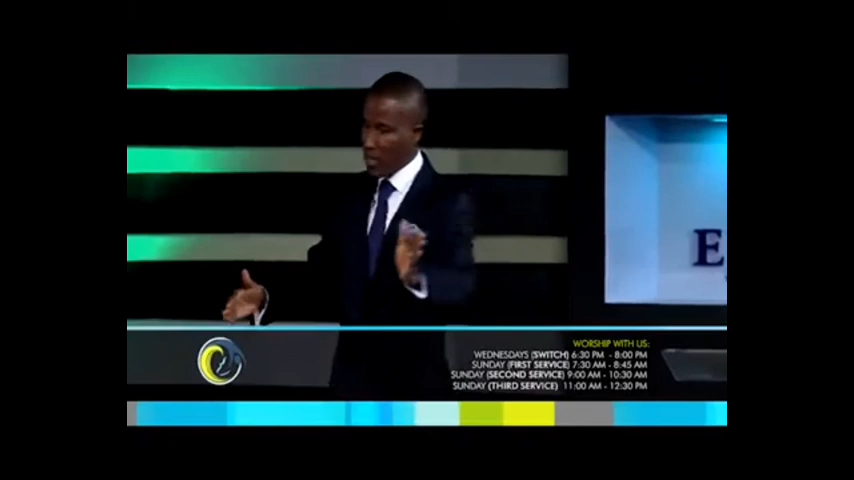 E
WORSHIP WITH US:
WEDNESDAYS (SWITCH) 6:30 PM - 8:00 PM
SUNDAY (FIRST SERVICE) 7:30 AM - 8:45 AM
SUNDAY (SECOND SERVICE) 9:00 AM - 10:30 AM
SUNDAY (THIRD SERVICE) 11:00 AM - 12:30 PM